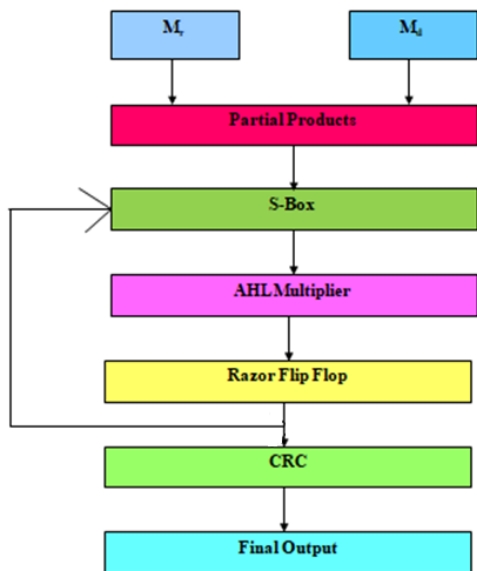 Mr
Md
Partial Products
S-Box
AHL Multiplier
Razor Flip Flop
CRC
Final Output